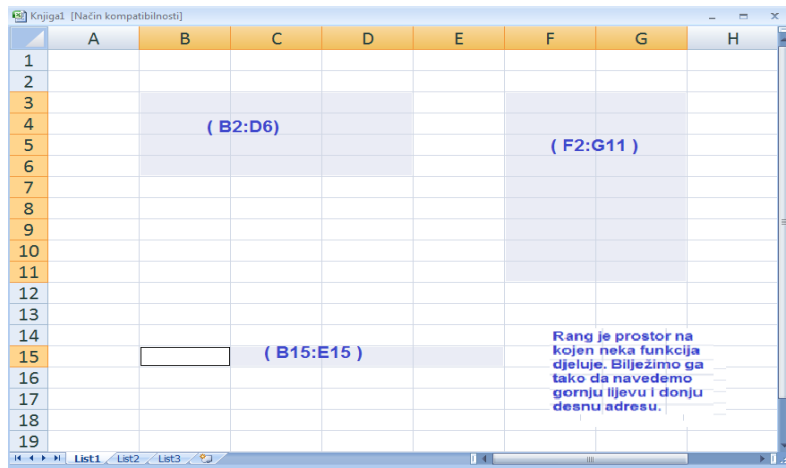 Knjiga1 [Način kompatibilnosti]
A B C D E F G H
1
2
3
4
( B2:D6)
5
( F2:G11 )
6
7
8
9
10
11
12
13
14
Rang je prostor na
15
( B15:E15 )
kojen neka funkcija
djeluje. Bilježimo ga
16
tako da navedemo
17
gornju lijevu i donju
desnu adresu.
18
19
List1 List2 List3